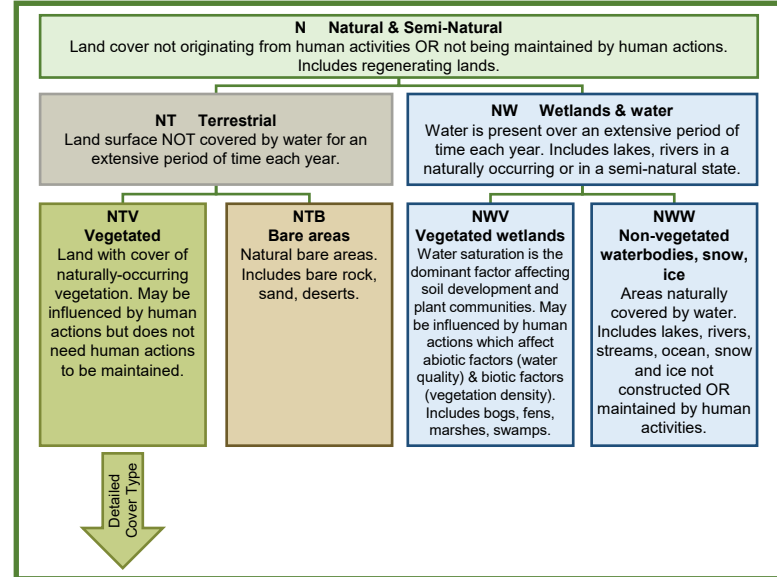 N Natural & Semi-Natural
Land cover not originating from human activities OR not being maintained by human actions.
Includes regenerating lands.
NT Terrestrial
Land surface NOT covered by water for an
extensive period of time each year.
NW Wetlands & water
Water is present over an extensive period of
time each year. Includes lakes, rivers in a
naturally occurring or in a semi-natural state.
NTV
Vegetated
Land with cover of
naturally-occurring
vegetation. May be
influenced by human
actions but does not
need human actions
to be maintained.
NTB
Bare areas
Natural bare areas.
Includes bare rock,
sand, deserts.
NWV
Vegetated wetlands
Water saturation is the
dominant factor affecting
soil development and
plant communities. May
be influenced by human
actions which affect
abiotic factors (water
quality) & biotic factors
(vegetation density).
Includes bogs, fens,
marshes, swamps.
NWW
Non-vegetated
waterbodies, snow,
ice
Areas naturally
covered by water.
Includes lakes, rivers,
streams, ocean, snow
and ice not
constructed OR
maintained by human
activities.
Detailed
Cover Type